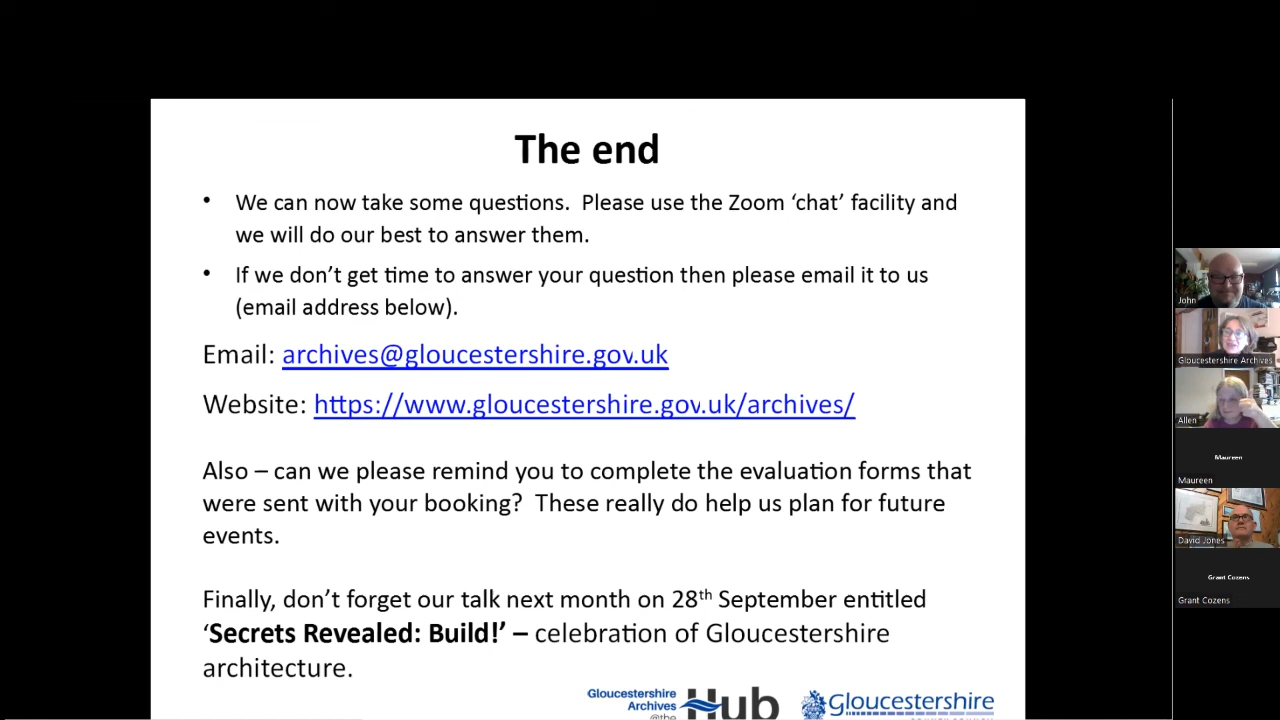 The end
• We can now take some questions.  Please use the Zoom ‘chat’ facility and
we will do our best to answer them.
• If we don’t get time to answer your question then please email it to us
(email address below).
Email: archives@gloucestershire.gov.uk
Website: https://www.gloucestershire.gov.uk/archives/
Also – can we please remind you to complete the evaluation forms that
were sent with your booking?  These really do help us plan for future
events.
Finally, don’t forget our talk next month on 28th September entitled
‘Secrets Revealed: Build!’ – celebration of Gloucestershire
architecture.
Gloucestershire
Archives
@the
Hub
Gloucestershire
John
Gloucestershire Archives
Allen
Maureen
Maureen
David Jones
Grant Cozens
Grant Cozens